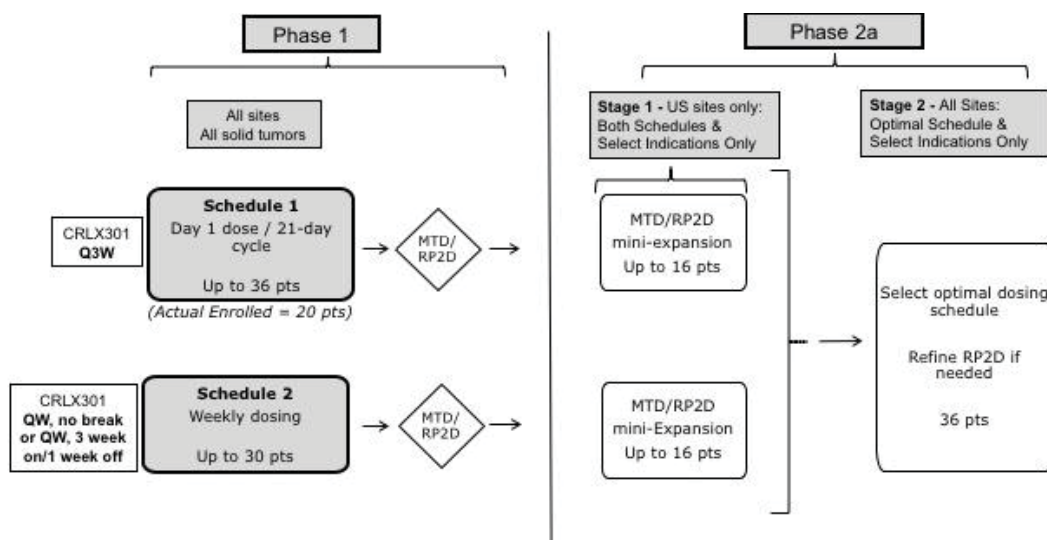 Phase 1
All sites
All solid tumors
CRLX301
Q3W
Schedule 1
Day 1 dose / 21-day
cycle
Up to 36 pts
(Actual Enrolled = 20 pts)
MTD/
RP2D
CRLX301
QW, no break
or QW, 3 week
on/1 week off
Schedule 2
Weekly dosing
Up to 30 pts
MTD/
RP2D
Phase 2a
Stage 1 - US sites only:
Both Schedules &
Select Indications Only
MTD/RP2D
mini-expansion
Up to 16 pts
MTD/RP2D
mini-Expansion
Up to 16 pts
Stage 2 - All Sites:
Optimal Schedule &
Select Indications Only
Select optimal dosing
schedule
Refine RP2D if
needed
36 pts